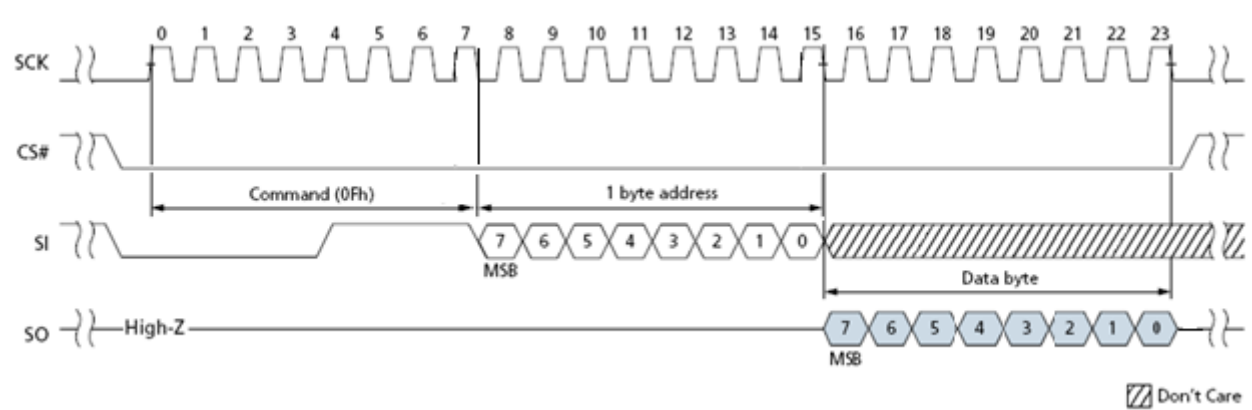 0 1 2 3 4 5 6 7 8 9 10 11 12 13 14 15 16 17 18 19 20 21 22 23
SCK
CS#
Command (0Fh) 1 byte address
SI 7 6 5 4 3 2 1 0
MSB
Data byte
SO High-Z 7 6 5 4 3 2 1 0
MSB
Don't Care